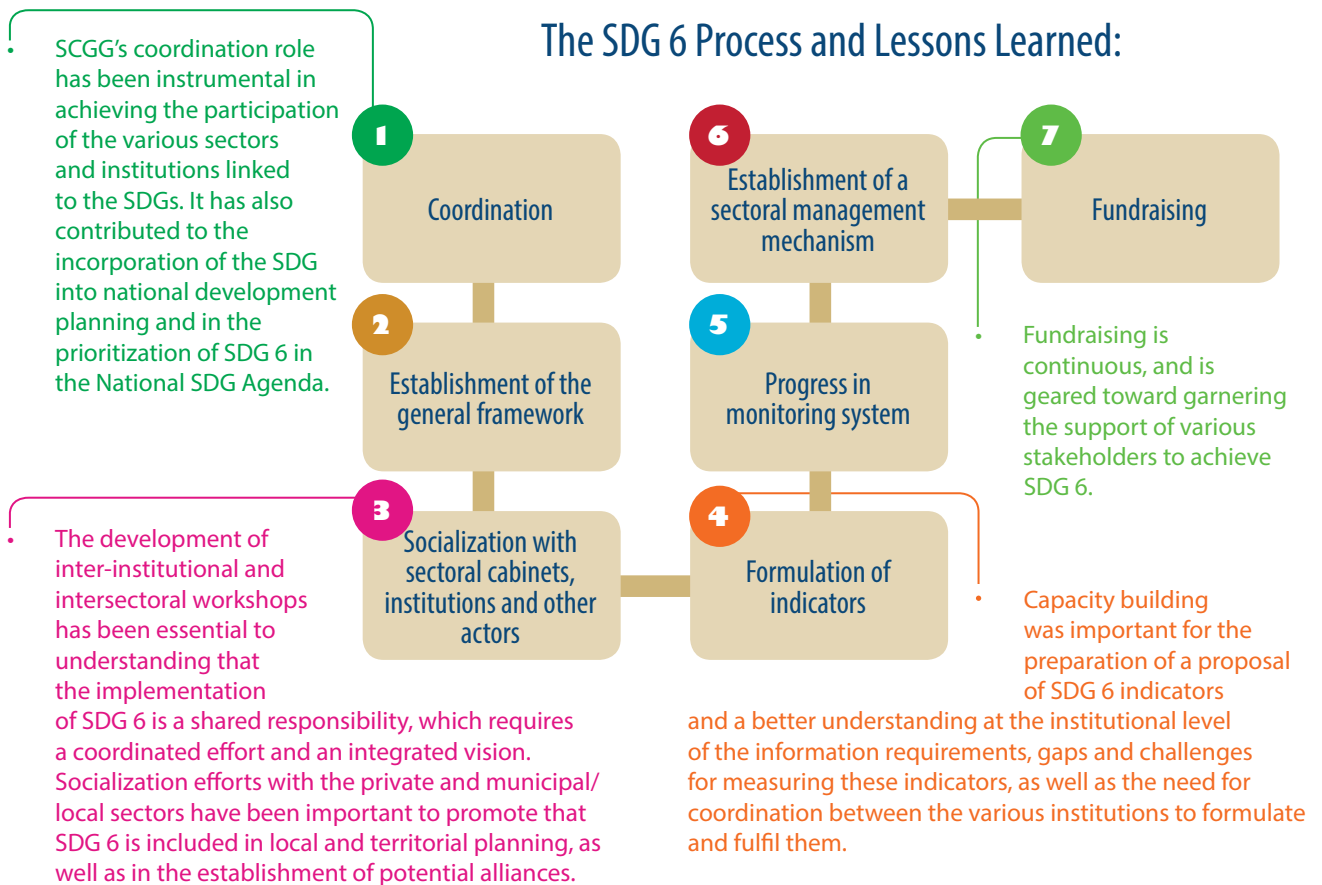 The SDG 6 Process and Lessons Learned:
• SCGG's coordination role
has been instrumental in
achieving the participation
of the various sectors
and institutions linked
to the SDGs. It has also
contributed to the
incorporation of the SDG
into national development
planning and in the
prioritization of SDG 6 in
the National SDG Agenda.
1
Coordination
2
Establishment of the
general framework
3
Socialization with
sectoral cabinets,
institutions and other
actors
• The development of
inter-institutional and
intersectoral workshops
has been essential to
understanding that
the implementation
of SDG 6 is a shared responsibility, which requires
a coordinated effort and an integrated vision.
Socialization efforts with the private and municipal/
local sectors have been important to promote that
SDG 6 is included in local and territorial planning, as
well as in the establishment of potential alliances.
4
Formulation of
indicators
• Capacity building
was important for the
preparation of a proposal
of SDG 6 indicators
and a better understanding at the institutional level
of the information requirements, gaps and challenges
for measuring these indicators, as well as the need for
coordination between the various institutions to formulate
and fulfil them.
5
Progress in
monitoring system
6
Establishment of a
sectoral management
mechanism
7
Fundraising
• Fundraising is
continuous, and is
geared toward garnering
the support of various
stakeholders to achieve
SDG 6.